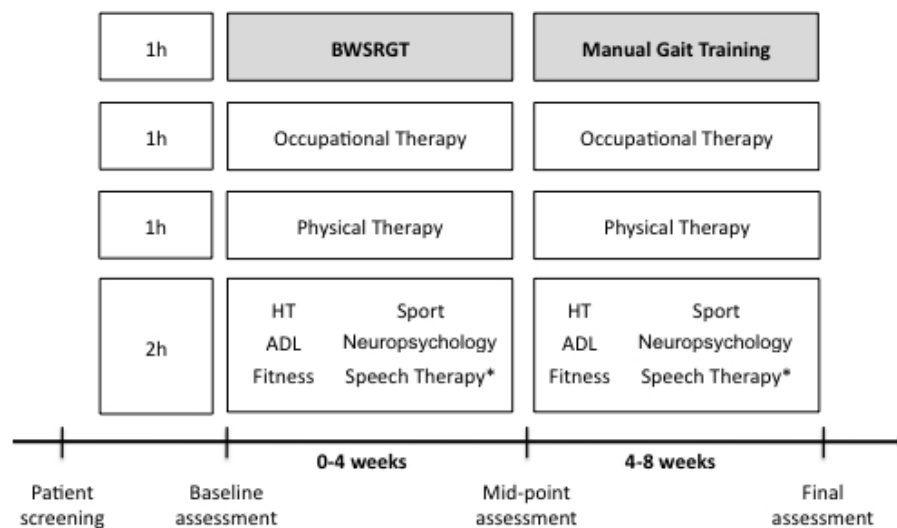 1h BWSRGT Manual Gait Training
1h Occupational Therapy Occupational Therapy
1h Physical Therapy Physical Therapy
HT Sport HT Sport
2h ADL Neuropsychology ADL Neuropsychology
Fitness Speech Therapy* Fitness Speech Therapy*
0-4 weeks 4-8 weeks
Patient Baseline Mid-point Final
screening assessment assessment assessment